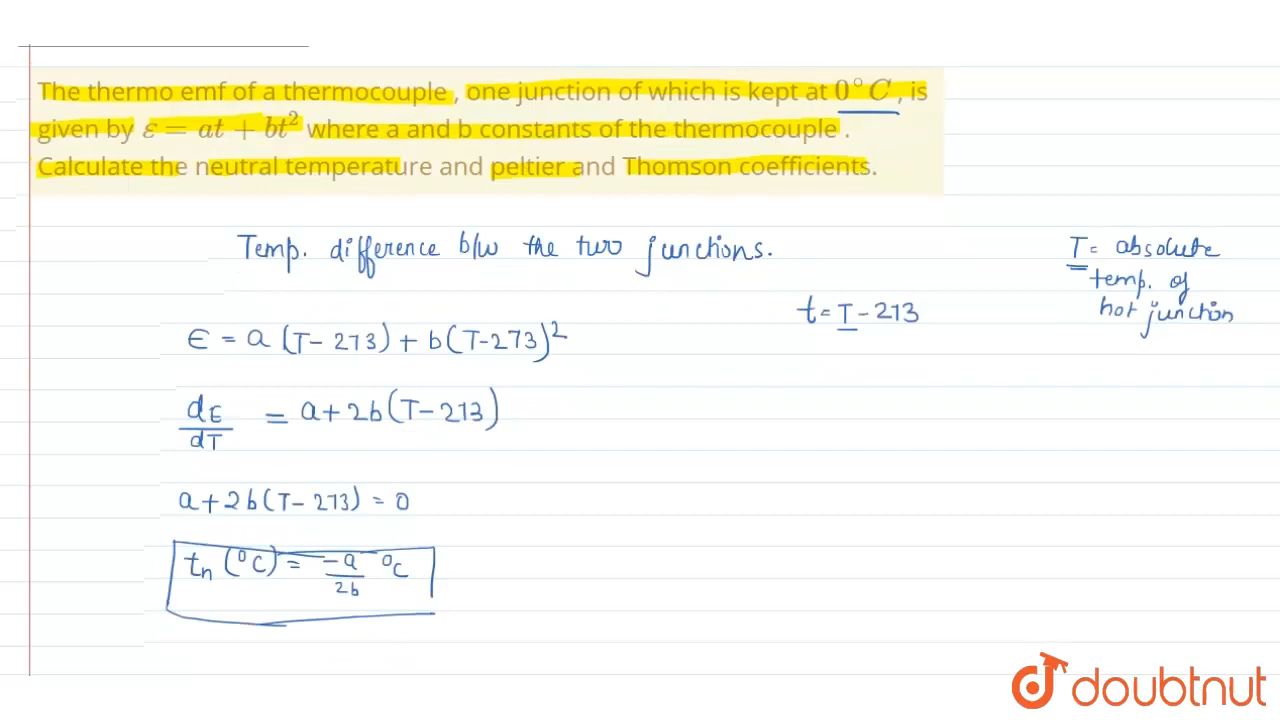 The thermo emf of a thermocouple , one junction of which is kept at 0°C , is
given by ε = at + bt² where a and b constants of the thermocouple .
Calculate the neutral temperature and peltier and Thomson coefficients.
Temp. difference b/w the two junctions.
T = absolute
temp. of
hot junction
t = T - 273
E = a (T - 273) + b (T - 273)²
dE/dT = a + 2b (T - 273)
a + 2b (T - 273) = 0
tn (°C) = -a/2b °C
doubtnut